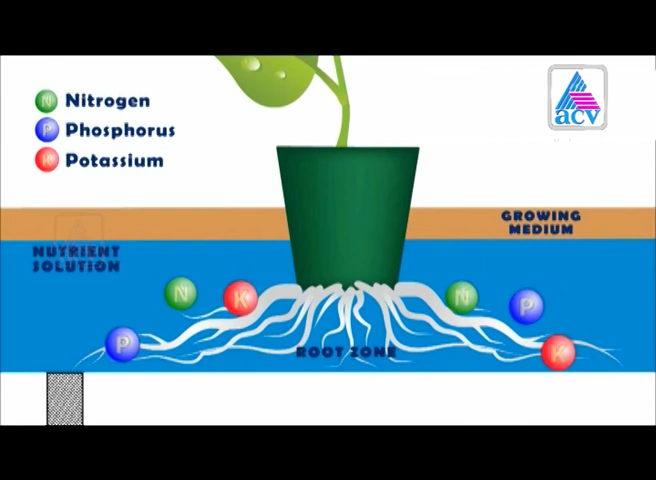 N Nitrogen
P Phosphorus
K Potassium
acv
GROWING
MEDIUM
NUTRIENT
SOLUTION
N
K
N
P
P
K
ROOT ZONE